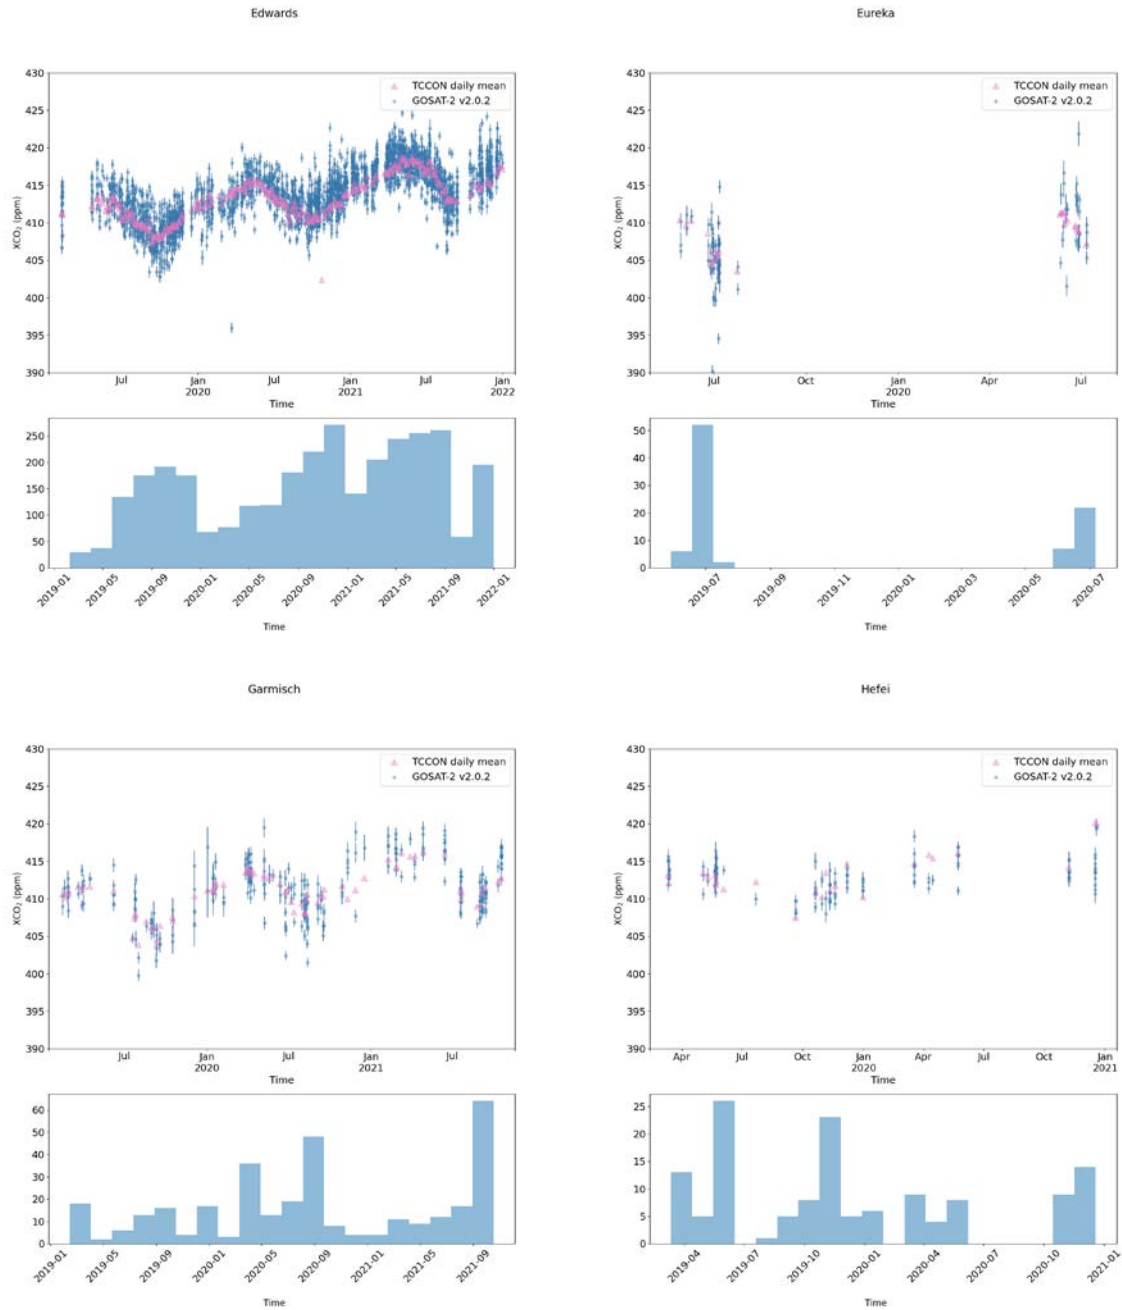 Edwards
430
425
420
415
410
405
400
395
390
XCO₂ (ppm)
TCCON daily mean
GOSAT-2 v2.0.2
Jul Jan Jul Jan Jul Jan
2020 2021 2022
Time
250
200
150
100
50
0
2019-01 2019-05 2019-09 2020-01 2020-05 2020-09 2021-01 2021-05 2021-09 2022-01
Time
Eureka
430
425
420
415
410
405
400
395
390
XCO₂ (ppm)
TCCON daily mean
GOSAT-2 v2.0.2
Jul Oct Jan Apr Jul
2020
Time
50
40
30
20
10
0
2019-07 2019-09 2019-11 2020-01 2020-03 2020-05 2020-07
Time
Garmisch
430
425
420
415
410
405
400
395
390
XCO₂ (ppm)
TCCON daily mean
GOSAT-2 v2.0.2
Jul Jan Jul Jan Jul
2020 2021
Time
60
50
40
30
20
10
0
2019-01 2019-05 2019-09 2020-01 2020-05 2020-09 2021-01 2021-05 2021-09
Time
Hefei
430
425
420
415
410
405
400
395
390
XCO₂ (ppm)
TCCON daily mean
GOSAT-2 v2.0.2
Apr Jul Oct Jan Apr Jul Oct Jan
2020 2021
Time
25
20
15
10
5
0
2019-04 2019-07 2019-10 2020-01 2020-04 2020-07 2020-10 2021-01
Time